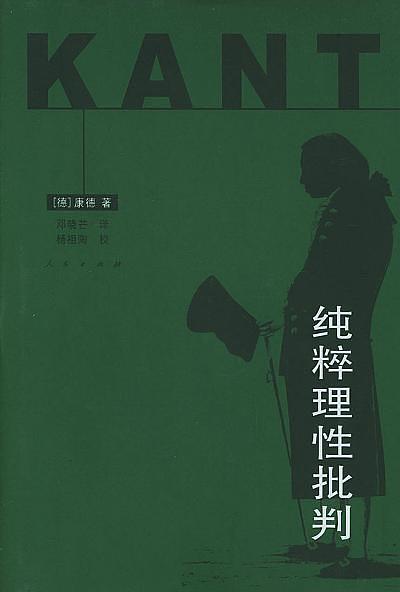 KANT
[德]康德 著
邓晓芒 译
杨祖陶 校
人民出版社
纯粹理性批判